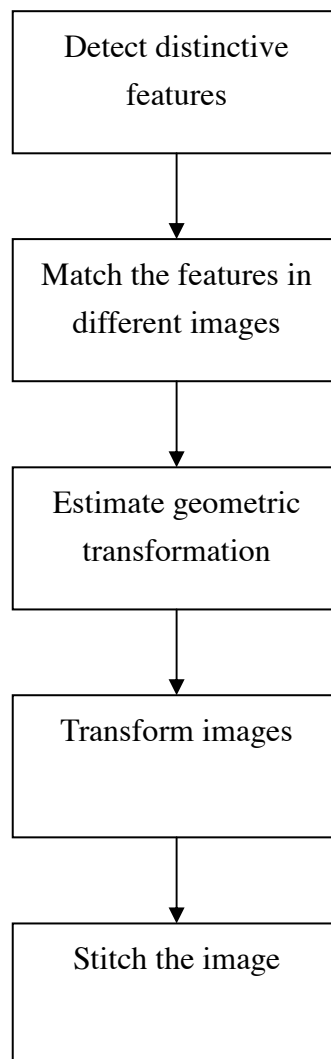 Detect distinctive
features
Match the features in
different images
Estimate geometric
transformation
Transform images
Stitch the image